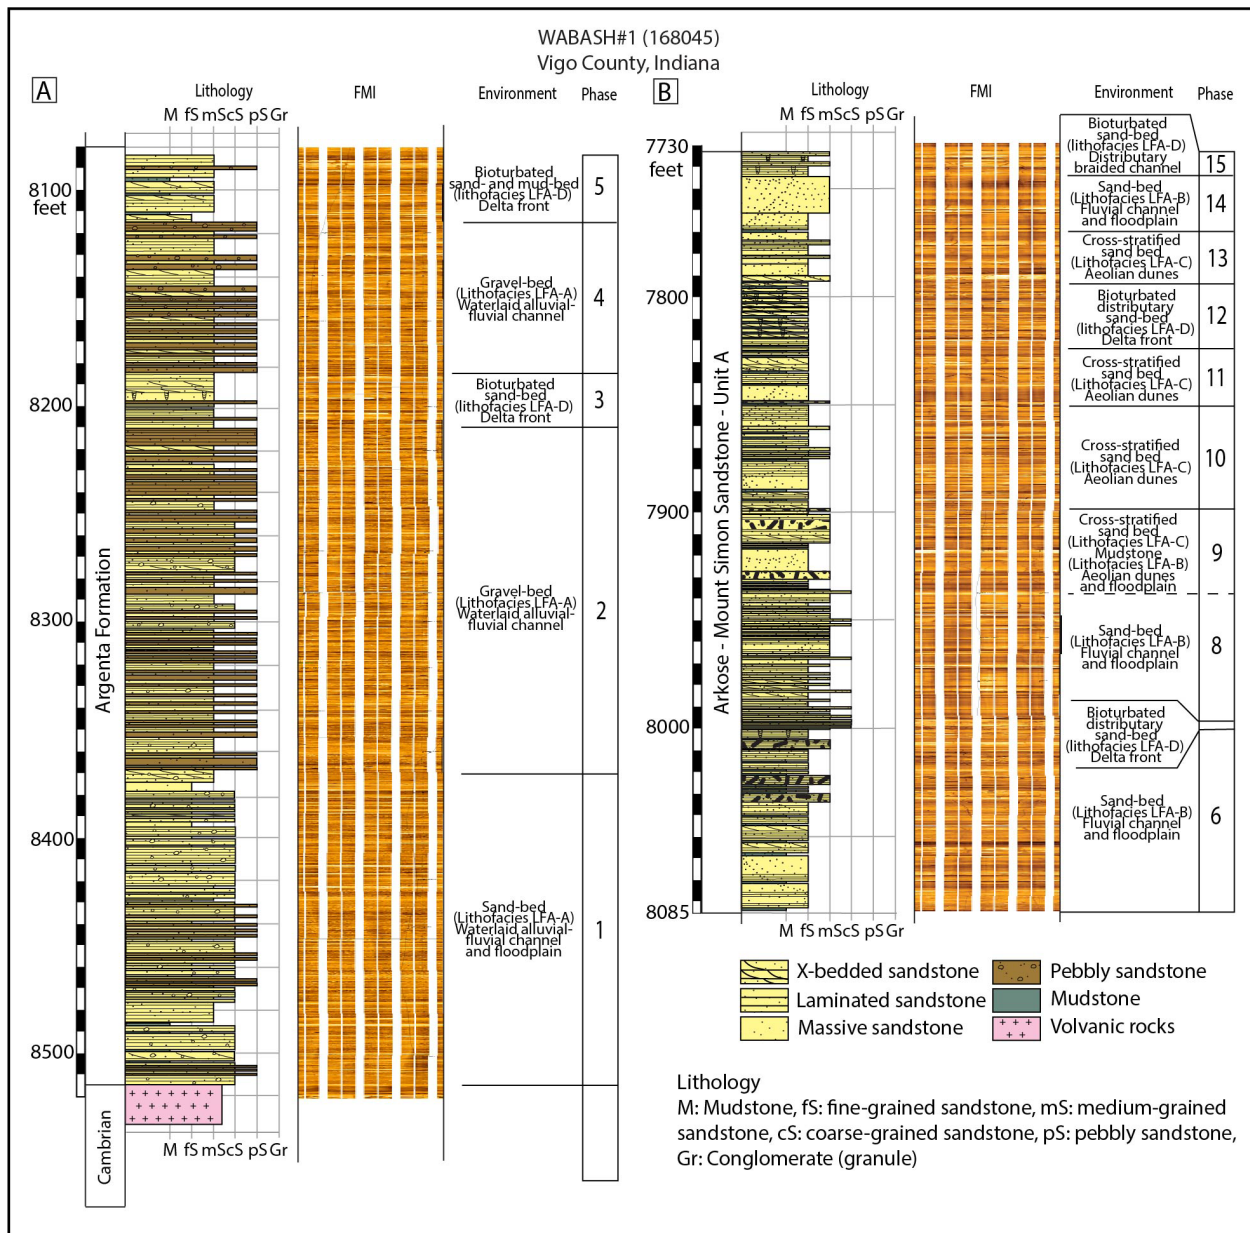 WABASH#1 (168045)
Vigo County, Indiana
A
Lithology
FMI
Environment
Phase
M fS mScS pS Gr
8100
feet
8200
8300
8400
8500
Argenta Formation
Cambrian
Bioturbated
sand- and mud-bed
(lithofacies LFA-D)
Delta front
5
Gravel-bed
(Lithofacies LFA-A)
Waterlaid alluvial-
fluvial channel
4
Bioturbated
sand-bed
(lithofacies LFA-D)
Delta front
3
Gravel-bed
(Lithofacies LFA-A)
Waterlaid alluvial-
fluvial channel
2
Sand-bed
(Lithofacies LFA-A)
Waterlaid alluvial-
fluvial channel
and floodplain
1
M fS mScS pS Gr
B
Lithology
FMI
Environment
Phase
M fS mScS pS Gr
7730
feet
7800
7900
8000
8085
Arkose - Mount Simon Sandstone - Unit A
Bioturbated
sand-bed
(lithofacies LFA-D)
Distributary
braided channel
15
Sand-bed
(Lithofacies LFA-B)
Fluvial channel
and floodplain
14
Cross-stratified
sand bed
(Lithofacies LFA-C)
Aeolian dunes
13
Bioturbated
distributary
sand-bed
(lithofacies LFA-D)
Delta front
12
Cross-stratified
sand bed
(Lithofacies LFA-C)
Aeolian dunes
11
Cross-stratified
sand bed
(Lithofacies LFA-C)
Aeolian dunes
10
Cross-stratified
sand bed
(Lithofacies LFA-C)
Mudstone
(Lithofacies LFA-B)
Aeolian dunes
and floodplain
9
Sand-bed
(Lithofacies LFA-B)
Fluvial channel
and floodplain
8
Bioturbated
distributary
sand-bed
(lithofacies LFA-D)
Delta front
Sand-bed
(Lithofacies LFA-B)
Fluvial channel
and floodplain
6
M fS mScS pS Gr
X-bedded sandstone
Laminated sandstone
Massive sandstone
Pebbly sandstone
Mudstone
Volcanic rocks
Lithology
M: Mudstone, fS: fine-grained sandstone, mS: medium-grained
sandstone, cS: coarse-grained sandstone, pS: pebbly sandstone,
Gr: Conglomerate (granule)